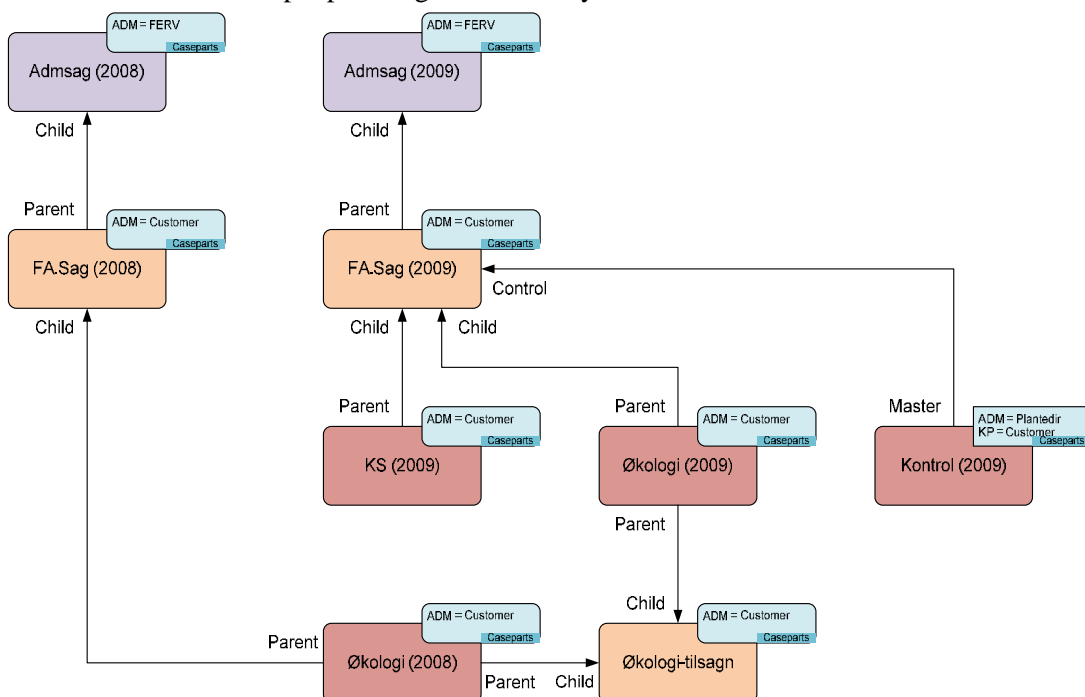 ADM = FERV
Caseparts
Admsag (2008)
ADM = FERV
Caseparts
Admsag (2009)
Child
Child
Parent
Parent
ADM = Customer
Caseparts
FA.Sag (2008)
ADM = Customer
Caseparts
FA.Sag (2009)
Control
Child
Child
Child
Parent
Parent
Master
ADM = Customer
Caseparts
KS (2009)
ADM = Customer
Caseparts
Økologi (2009)
ADM = Plantedir
KP = Customer
Caseparts
Kontrol (2009)
Parent
Child
ADM = Customer
Caseparts
Parent
Økologi (2008)
Parent
Child
ADM = Customer
Caseparts
Økologi-tilsagn